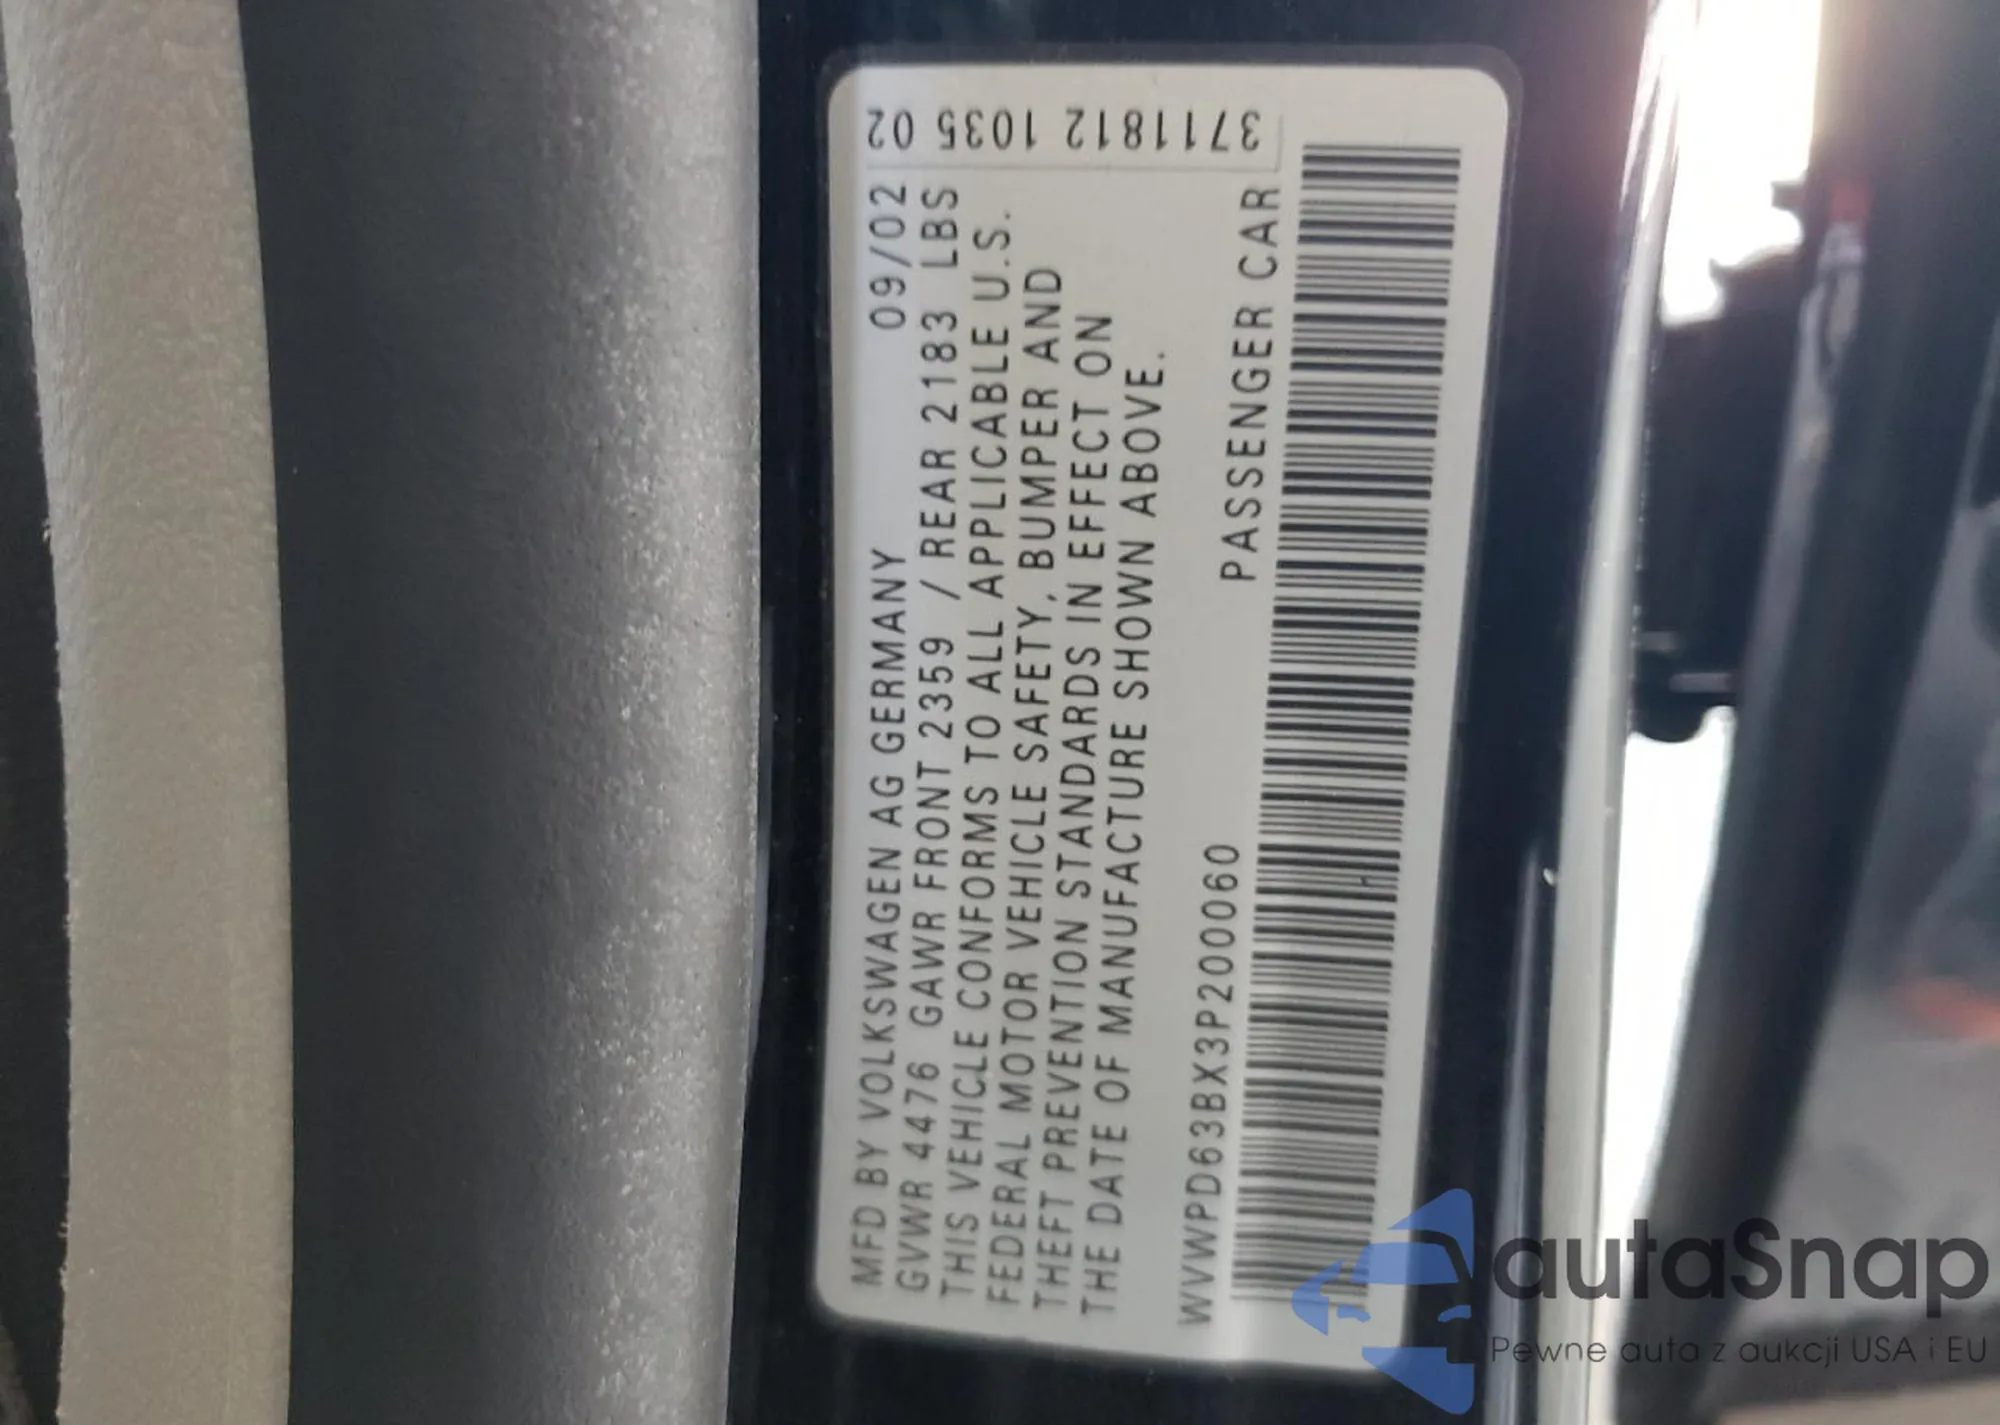 MFD BY VOLKSWAGEN AG GERMANY 09/02
GVWR 4476 GAWR FRONT 2359 / REAR 2183 LBS
THIS VEHICLE CONFORMS TO ALL APPLICABLE U.S.
FEDERAL MOTOR VEHICLE SAFETY, BUMPER AND
THEFT PREVENTION STANDARDS IN EFFECT ON
THE DATE OF MANUFACTURE SHOWN ABOVE.
WVWPD63BX3P200060 PASSENGER CAR
3711812 1035 02
autaSnap
Pewne auta z aukcji USA i EU